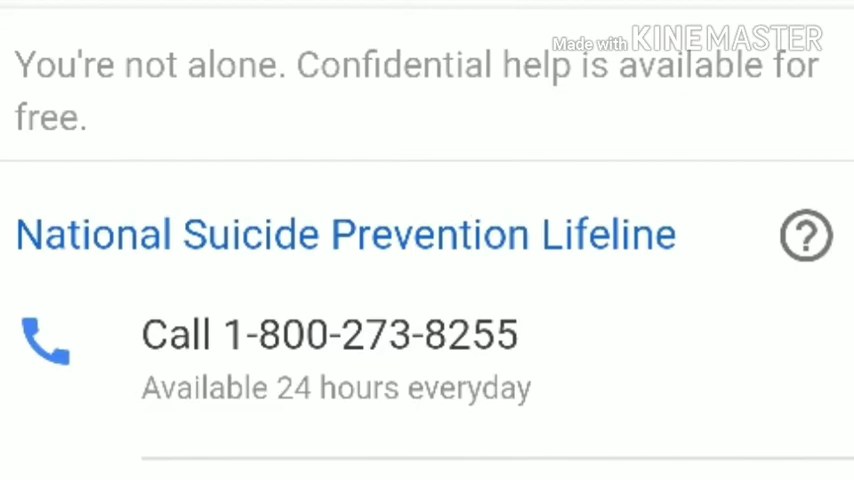 Made with KINEMASTER
You're not alone. Confidential help is available for
free.
National Suicide Prevention Lifeline
Call 1-800-273-8255
Available 24 hours everyday